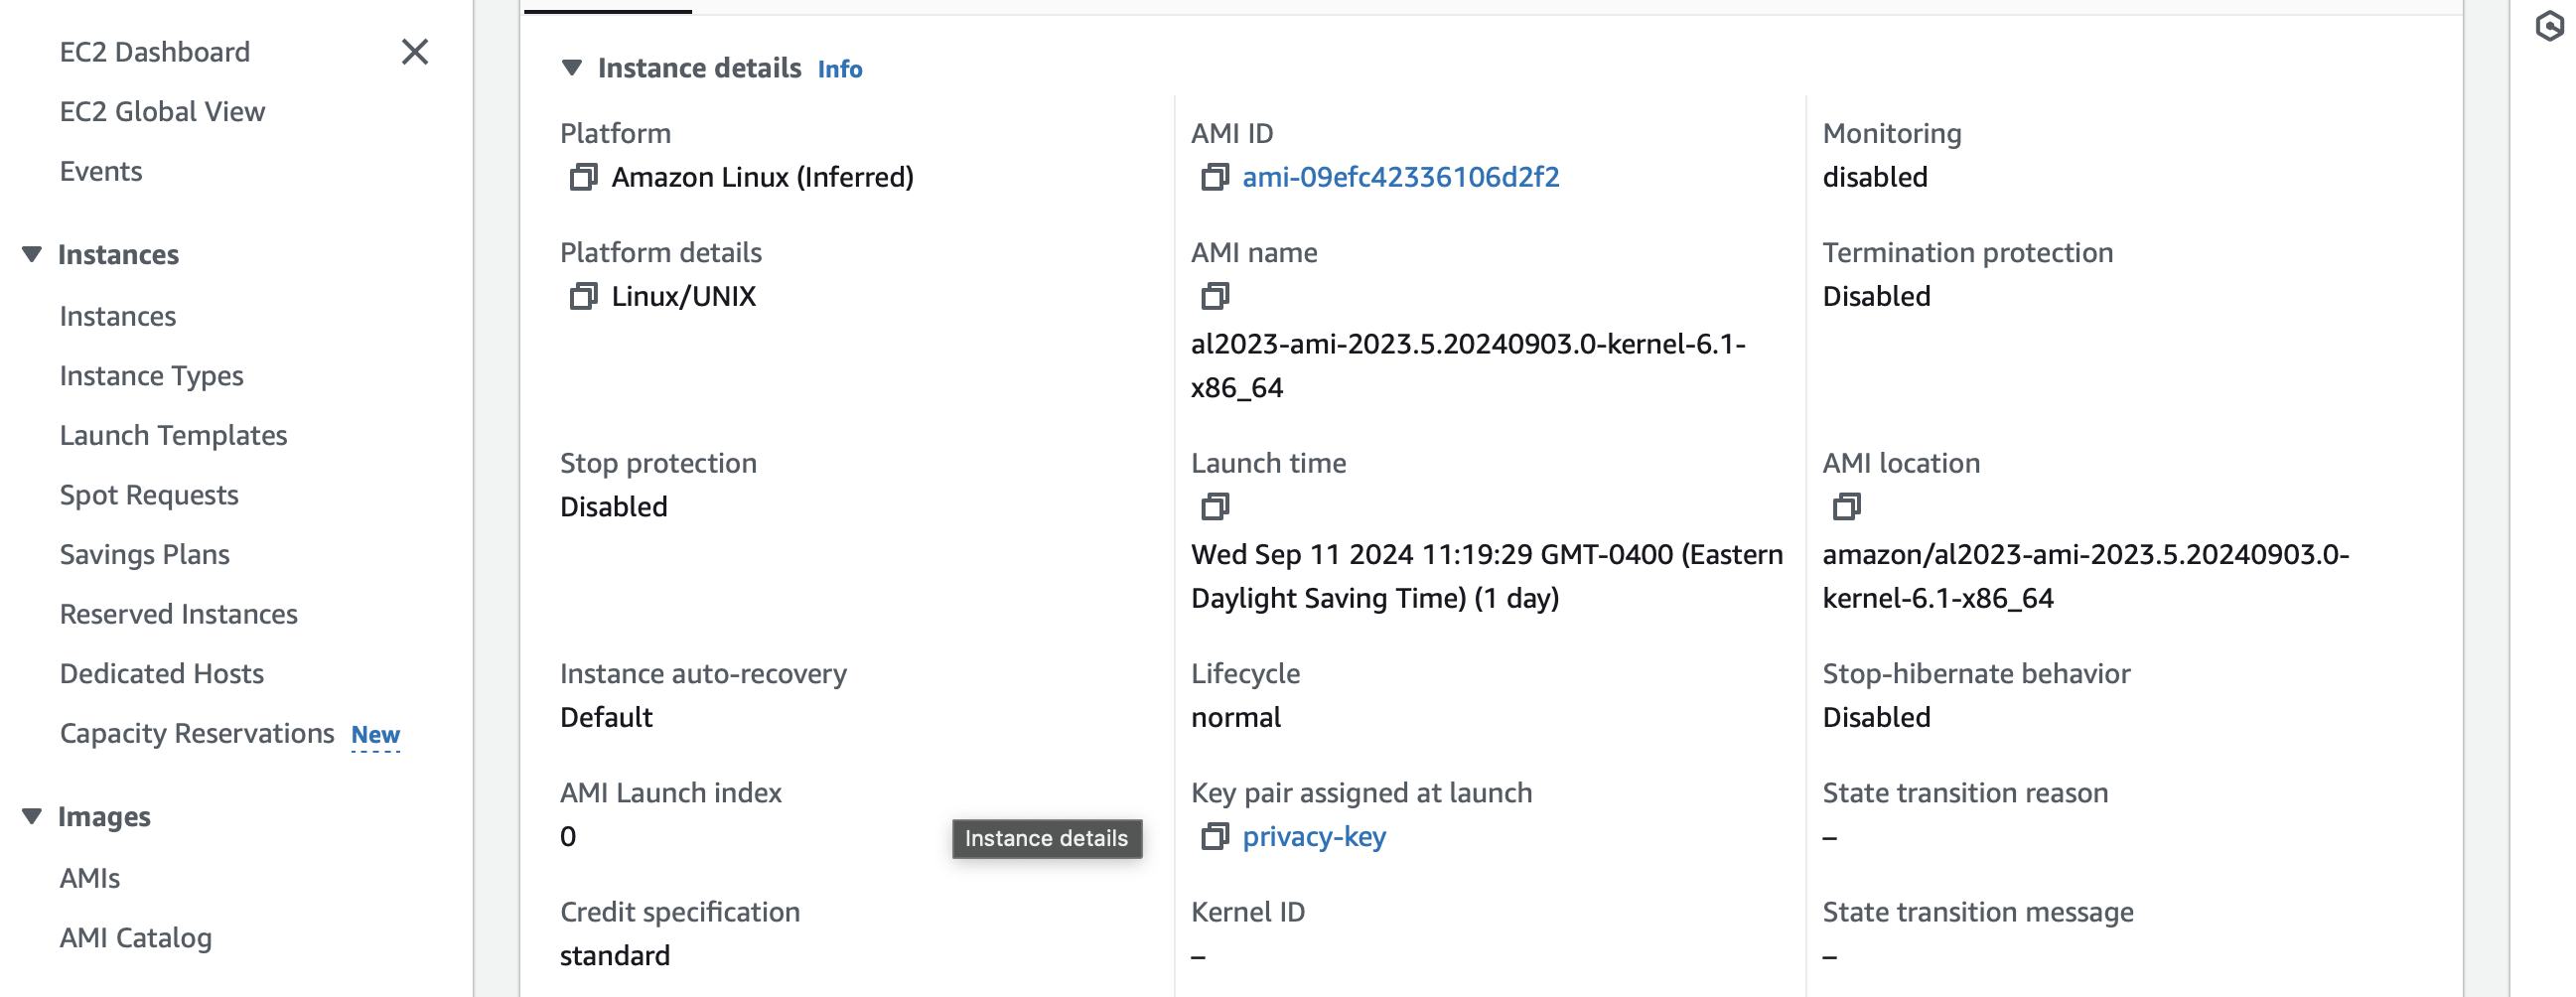 EC2 Dashboard
EC2 Global View
Events
Instances
Instances
Instance Types
Launch Templates
Spot Requests
Savings Plans
Reserved Instances
Dedicated Hosts
Capacity Reservations New
Images
AMIs
AMI Catalog
Instance details Info
Platform
Amazon Linux (Inferred)
AMI ID
ami-09efc42336106d2f2
Monitoring
disabled
Platform details
Linux/UNIX
AMI name
al2023-ami-2023.5.20240903.0-kernel-6.1-
x86_64
Termination protection
Disabled
Stop protection
Disabled
Launch time
Wed Sep 11 2024 11:19:29 GMT-0400 (Eastern
Daylight Saving Time) (1 day)
AMI location
amazon/al2023-ami-2023.5.20240903.0-
kernel-6.1-x86_64
Instance auto-recovery
Default
Lifecycle
normal
Stop-hibernate behavior
Disabled
AMI Launch index
0
Instance details
Key pair assigned at launch
privacy-key
State transition reason
–
Credit specification
standard
Kernel ID
–
State transition message
–